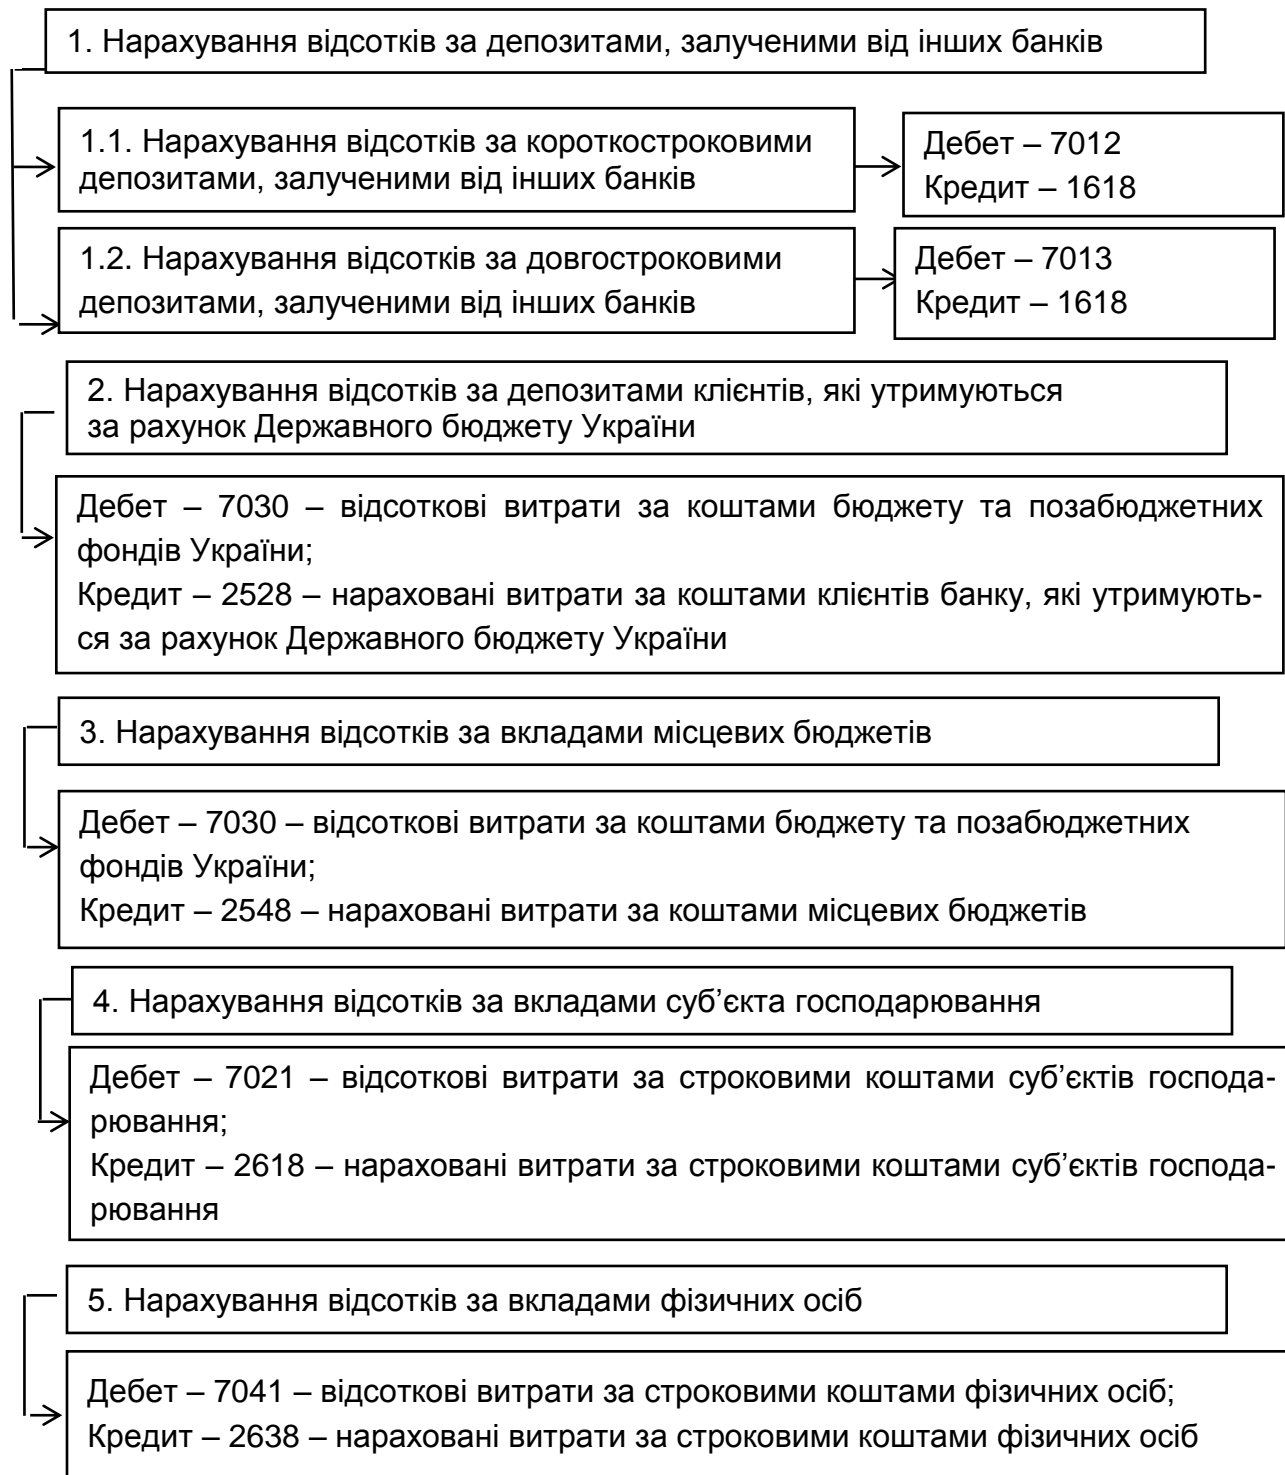 1. Нарахування відсотків за депозитами, залученими від інших банків
1.1. Нарахування відсотків за короткостроковими
депозитами, залученими від інших банків
Дебет – 7012
Кредит – 1618
1.2. Нарахування відсотків за довгостроковими
депозитами, залученими від інших банків
Дебет – 7013
Кредит – 1618
2. Нарахування відсотків за депозитами клієнтів, які утримуються
за рахунок Державного бюджету України
Дебет – 7030 – відсоткові витрати за коштами бюджету та позабюджетних
фондів України;
Кредит – 2528 – нараховані витрати за коштами клієнтів банку, які утримують-
ся за рахунок Державного бюджету України
3. Нарахування відсотків за вкладами місцевих бюджетів
Дебет – 7030 – відсоткові витрати за коштами бюджету та позабюджетних
фондів України;
Кредит – 2548 – нараховані витрати за коштами місцевих бюджетів
4. Нарахування відсотків за вкладами суб’єкта господарювання
Дебет – 7021 – відсоткові витрати за строковими коштами суб’єктів господа-
рювання;
Кредит – 2618 – нараховані витрати за строковими коштами суб’єктів господа-
рювання
5. Нарахування відсотків за вкладами фізичних осіб
Дебет – 7041 – відсоткові витрати за строковими коштами фізичних осіб;
Кредит – 2638 – нараховані витрати за строковими коштами фізичних осіб